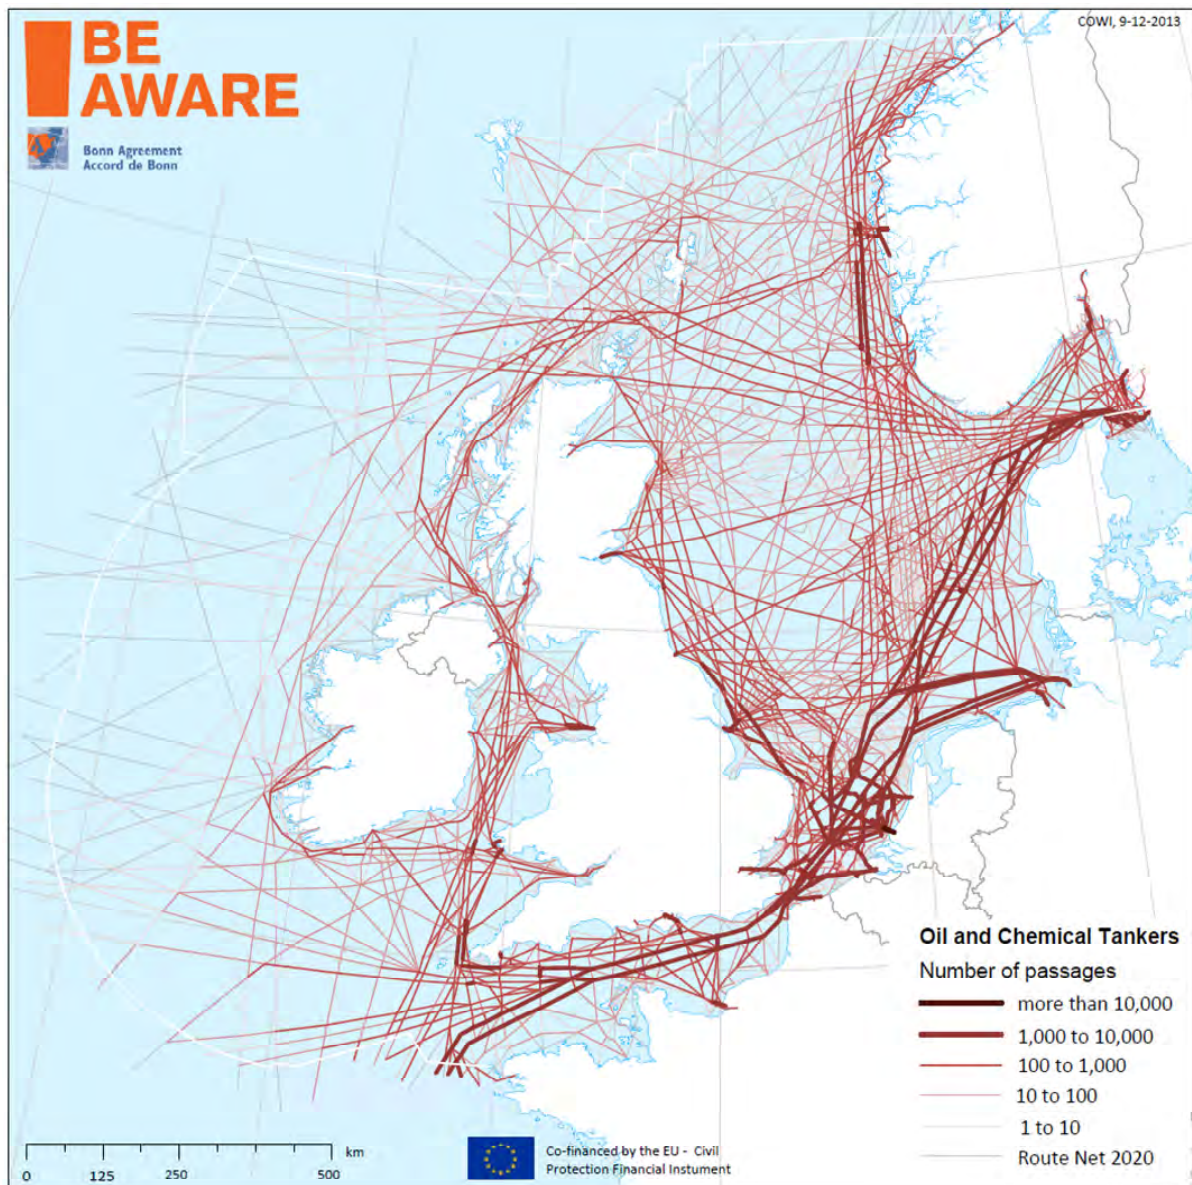 BE
AWARE
Bonn Agreement
Accord de Bonn
COWI, 9-12-2013
Oil and Chemical Tankers
Number of passages
more than 10,000
1,000 to 10,000
100 to 1,000
10 to 100
1 to 10
Route Net 2020
km
0 125 250 500
Co-financed by the EU - Civil
Protection Financial Instument